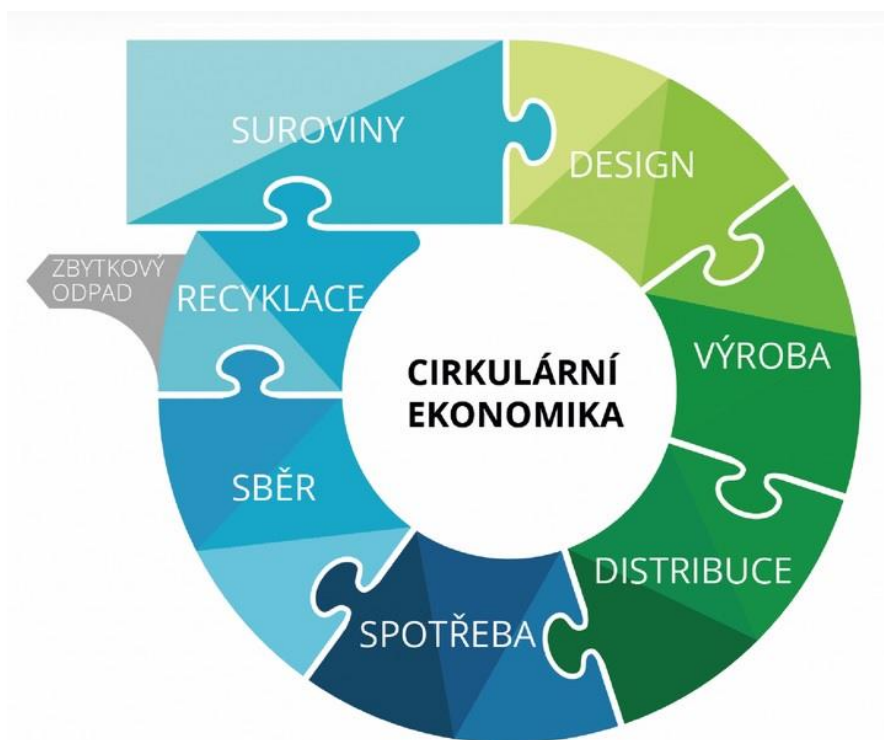 SUROVINY
DESIGN
ZBYTKOVÝ
ODPAD
RECYKLACE
VÝROBA
CIRKULÁRNÍ
EKONOMIKA
SBĚR
DISTRIBUCE
SPOTŘEBA